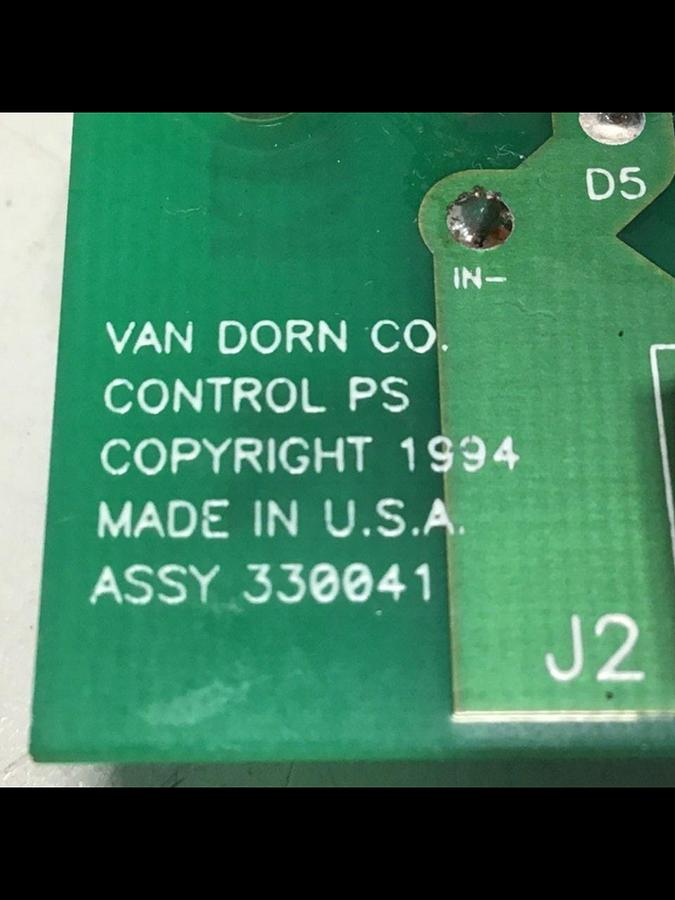 D5
IN-
VAN DORN CO.
CONTROL PS
COPYRIGHT 1994
MADE IN U.S.A.
ASSY 330041
J2